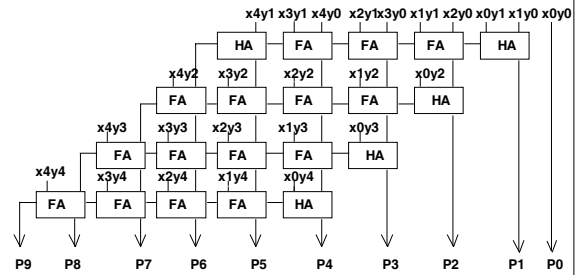 x4y1 x3y1 x4y0 x2y1x3y0 x1y1 x2y0 x0y1 x1y0 x0y0
HA FA FA FA HA
x4y2 x3y2 x2y2 x1y2 x0y2
FA FA FA FA HA
x4y3 x3y3 x2y3 x1y3 x0y3
FA FA FA FA HA
x4y4 x3y4 x2y4 x1y4 x0y4
FA FA FA FA HA
P9 P8 P7 P6 P5 P4 P3 P2 P1 P0